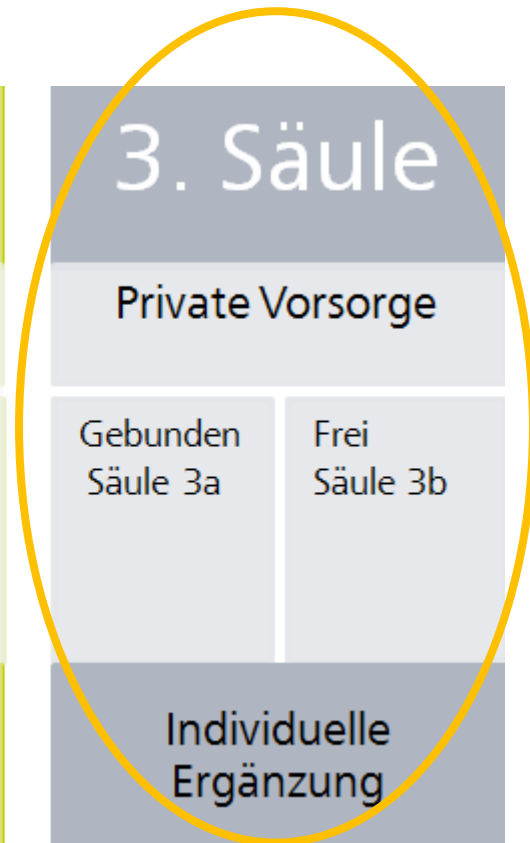 3. Säule
Private Vorsorge
Gebunden
Säule 3a
Frei
Säule 3b
Individuelle
Ergänzung